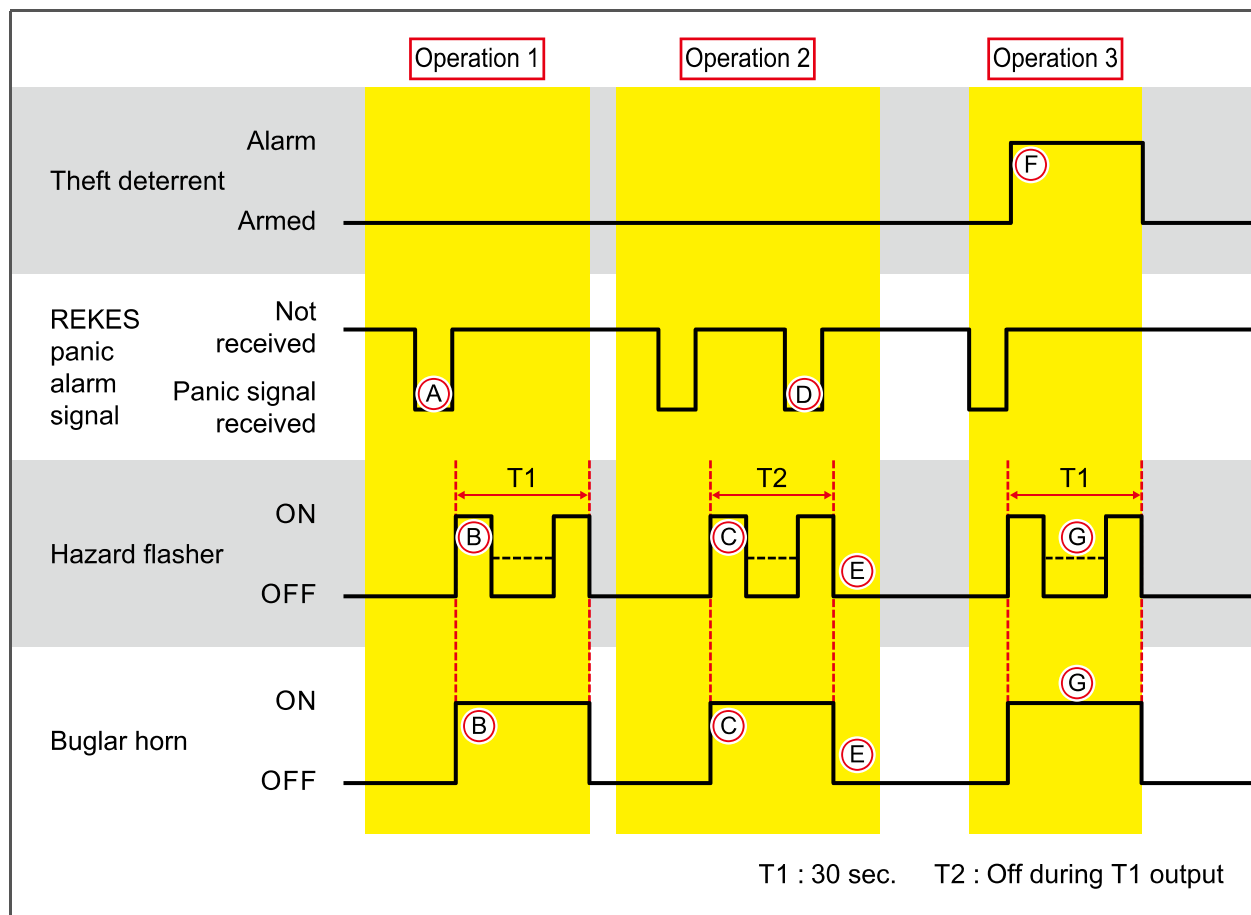 Operation 1
Operation 2
Operation 3
Theft deterrent
Alarm
Armed
F
REKES
panic
alarm
signal
Not
received
Panic signal
received
A
D
Hazard flasher
ON
OFF
T1
T2
T1
B
C
E
G
Buglar horn
ON
OFF
B
C
E
G
T1 : 30 sec.
T2 : Off during T1 output